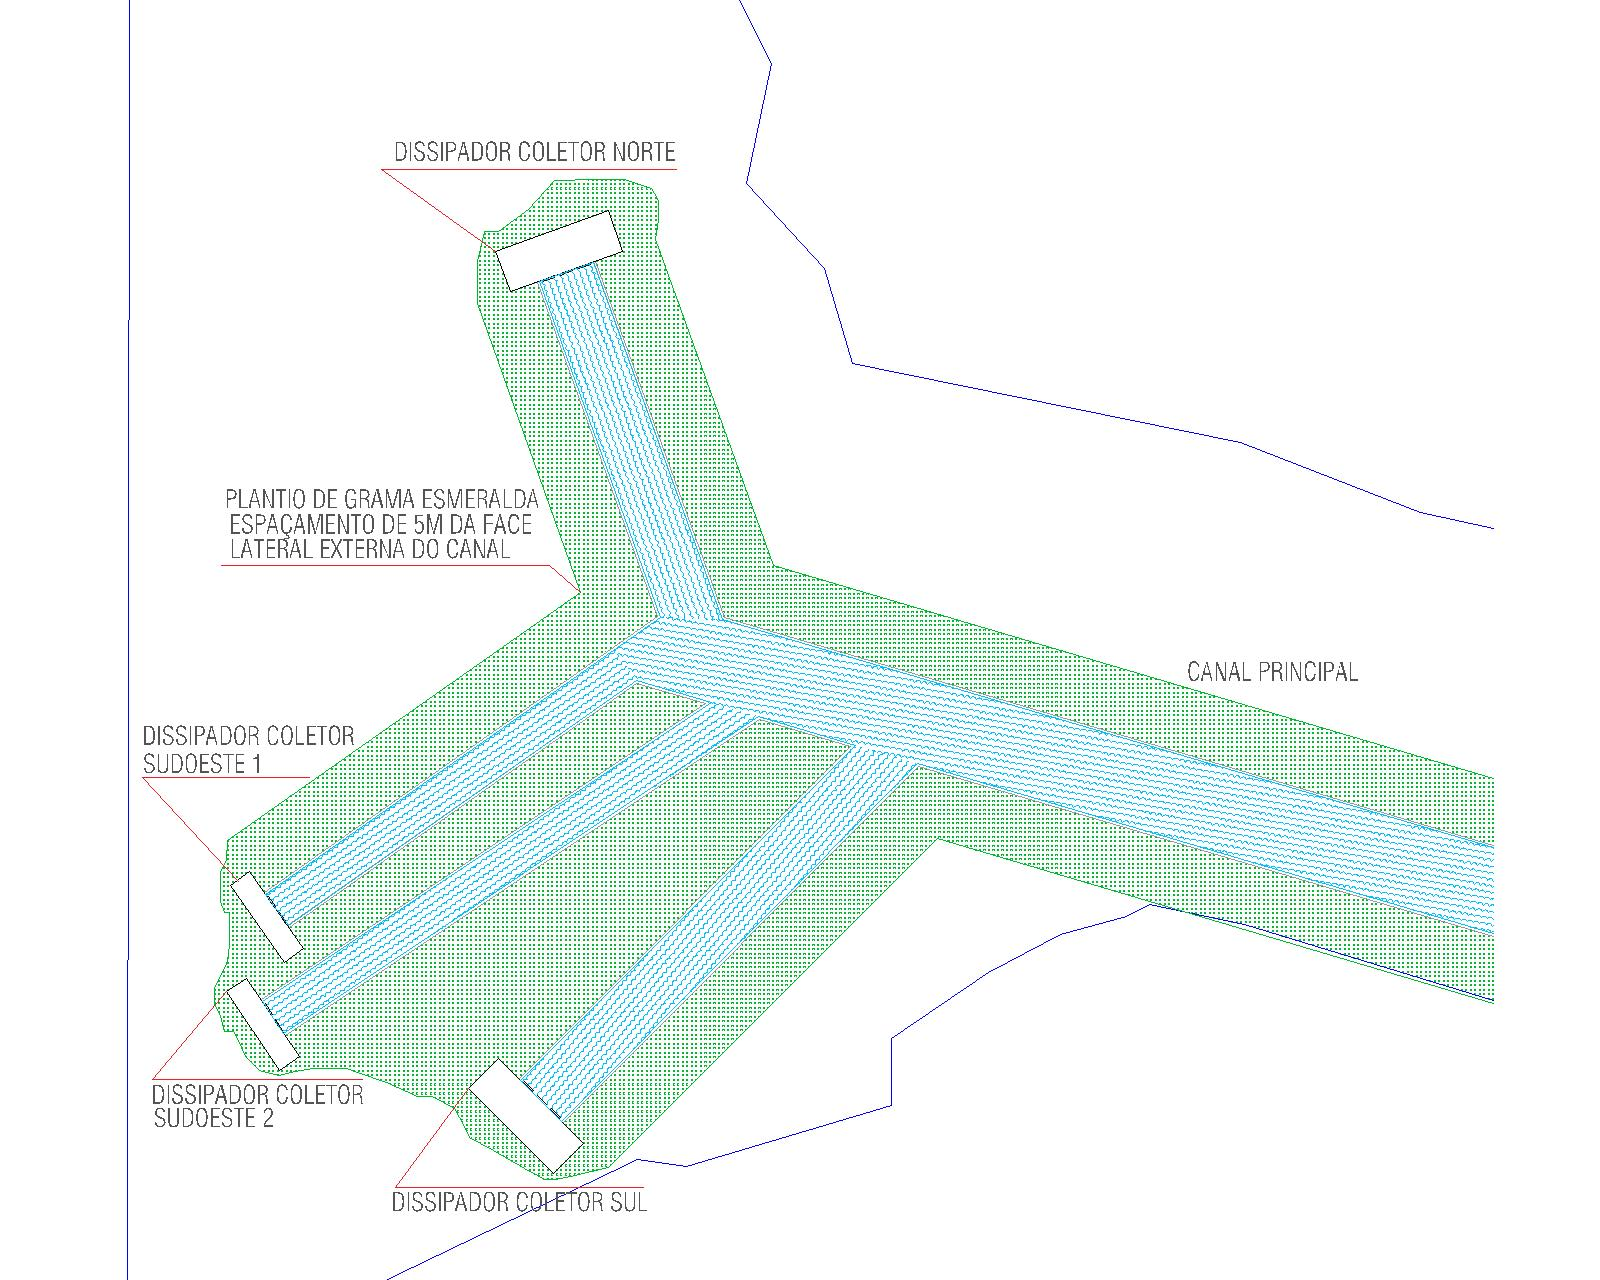 DISSIPADOR COLETOR NORTE
PLANTIO DE GRAMA ESMERALDA
ESPAÇAMENTO DE 5M DA FACE
LATERAL EXTERNA DO CANAL
CANAL PRINCIPAL
DISSIPADOR COLETOR
SUDOESTE 1
DISSIPADOR COLETOR
SUDOESTE 2
DISSIPADOR COLETOR SUL